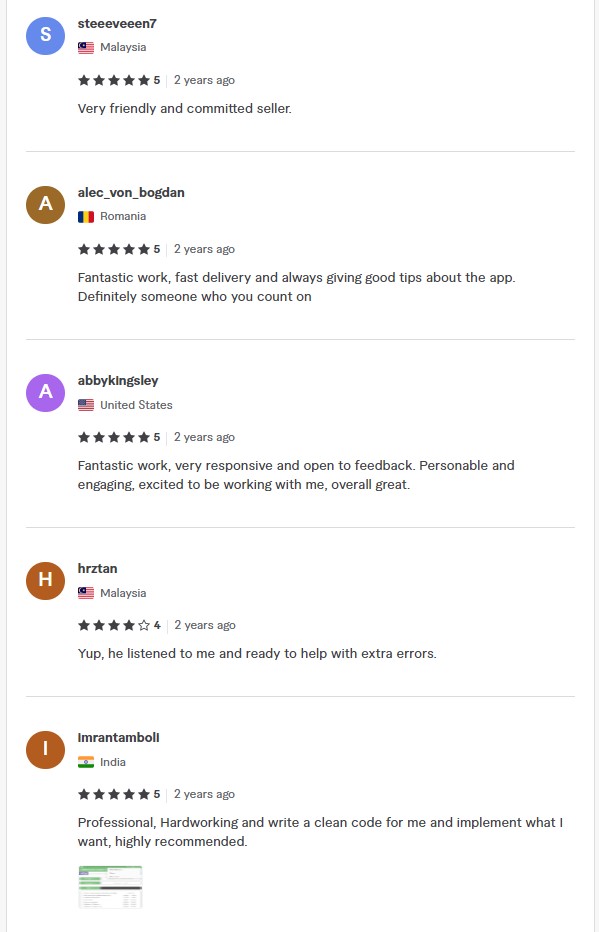 S
steeeveeen7
Malaysia
5 2 years ago
Very friendly and committed seller.
A
alec_von_bogdan
Romania
5 2 years ago
Fantastic work, fast delivery and always giving good tips about the app.
Definitely someone who you count on
A
abbykingsley
United States
5 2 years ago
Fantastic work, very responsive and open to feedback. Personable and
engaging, excited to be working with me, overall great.
H
hrztan
Malaysia
4 2 years ago
Yup, he listened to me and ready to help with extra errors.
I
imrantamboli
India
5 2 years ago
Professional, Hardworking and write a clean code for me and implement what I
want, highly recommended.